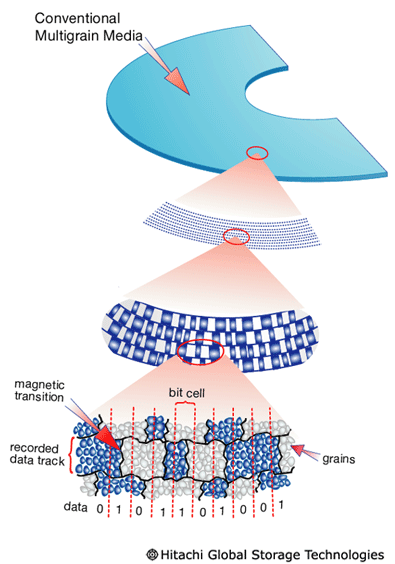 Conventional
Multigrain Media
magnetic
transition
bit cell
recorded
data track
grains
data 0 1 0 1 1 0 1 0 0 1
Hitachi Global Storage Technologies